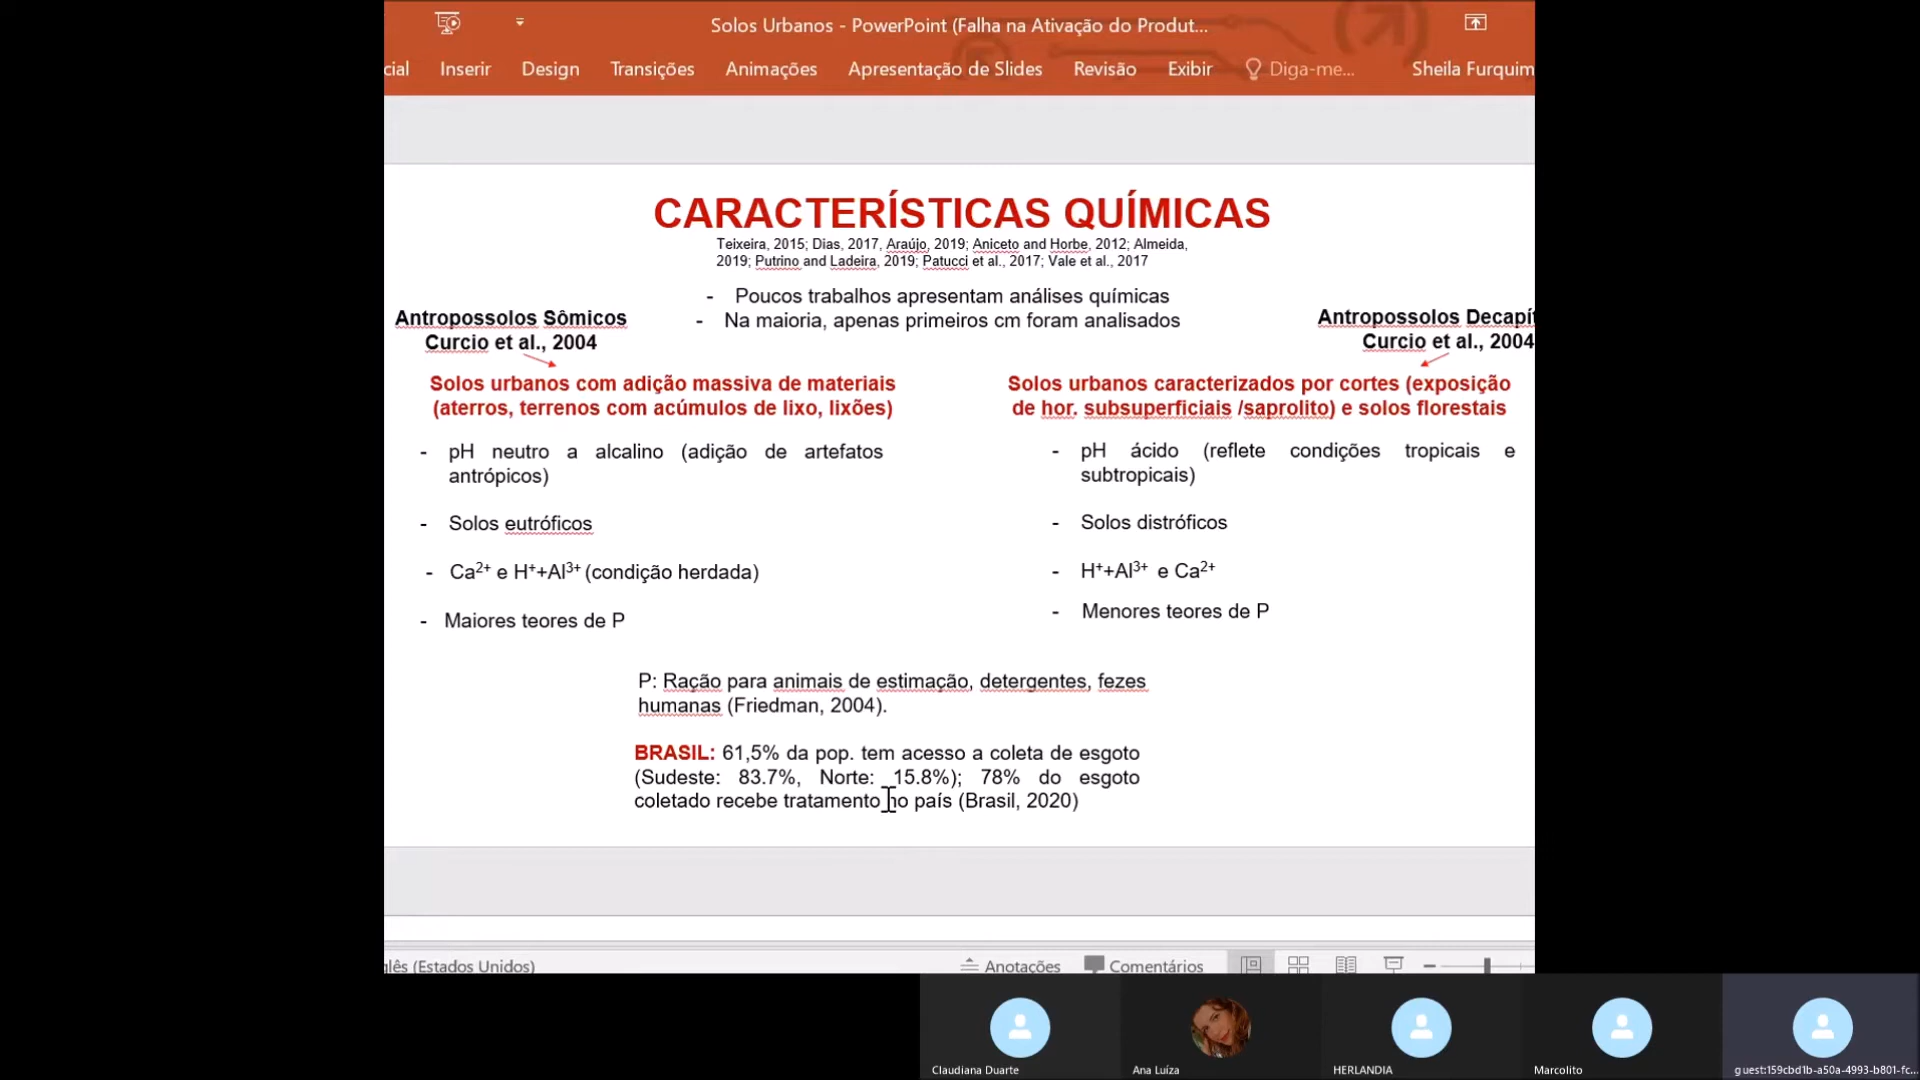 Solos Urbanos - PowerPoint (Falha na Ativação do Produt...
cial Inserir Design Transições Animações Apresentação de Slides Revisão Exibir Diga-me... Sheila Furquim
CARACTERÍSTICAS QUÍMICAS
Teixeira, 2015; Dias, 2017, Araújo, 2019; Aniceto and Horbe, 2012; Almeida,
2019; Putrino and Ladeira, 2019; Patucci et al., 2017; Vale et al., 2017
- Poucos trabalhos apresentam análises químicas
- Na maioria, apenas primeiros cm foram analisados
Antropossolos Sômicos
Curcio et al., 2004
Solos urbanos com adição massiva de materiais
(aterros, terrenos com acúmulos de lixo, lixões)
- pH neutro a alcalino (adição de artefatos
antrópicos)
- Solos eutróficos
- Ca²⁺ e H⁺+Al³⁺ (condição herdada)
- Maiores teores de P
Antropossolos Decapít
Curcio et al., 2004
Solos urbanos caracterizados por cortes (exposição
de hor. subsuperficiais /saprolito) e solos florestais
- pH ácido (reflete condições tropicais e
subtropicais)
- Solos distróficos
- H⁺+Al³⁺ e Ca²⁺
- Menores teores de P
P: Ração para animais de estimação, detergentes, fezes
humanas (Friedman, 2004).
BRASIL: 61,5% da pop. tem acesso a coleta de esgoto
(Sudeste: 83.7%, Norte: 15.8%); 78% do esgoto
coletado recebe tratamento no país (Brasil, 2020)
glês (Estados Unidos) Anotações Comentários
Claudiana Duarte Ana Luíza HERLANDIA Marcolito guest:159cbd1b-a50a-4993-b801-fc...